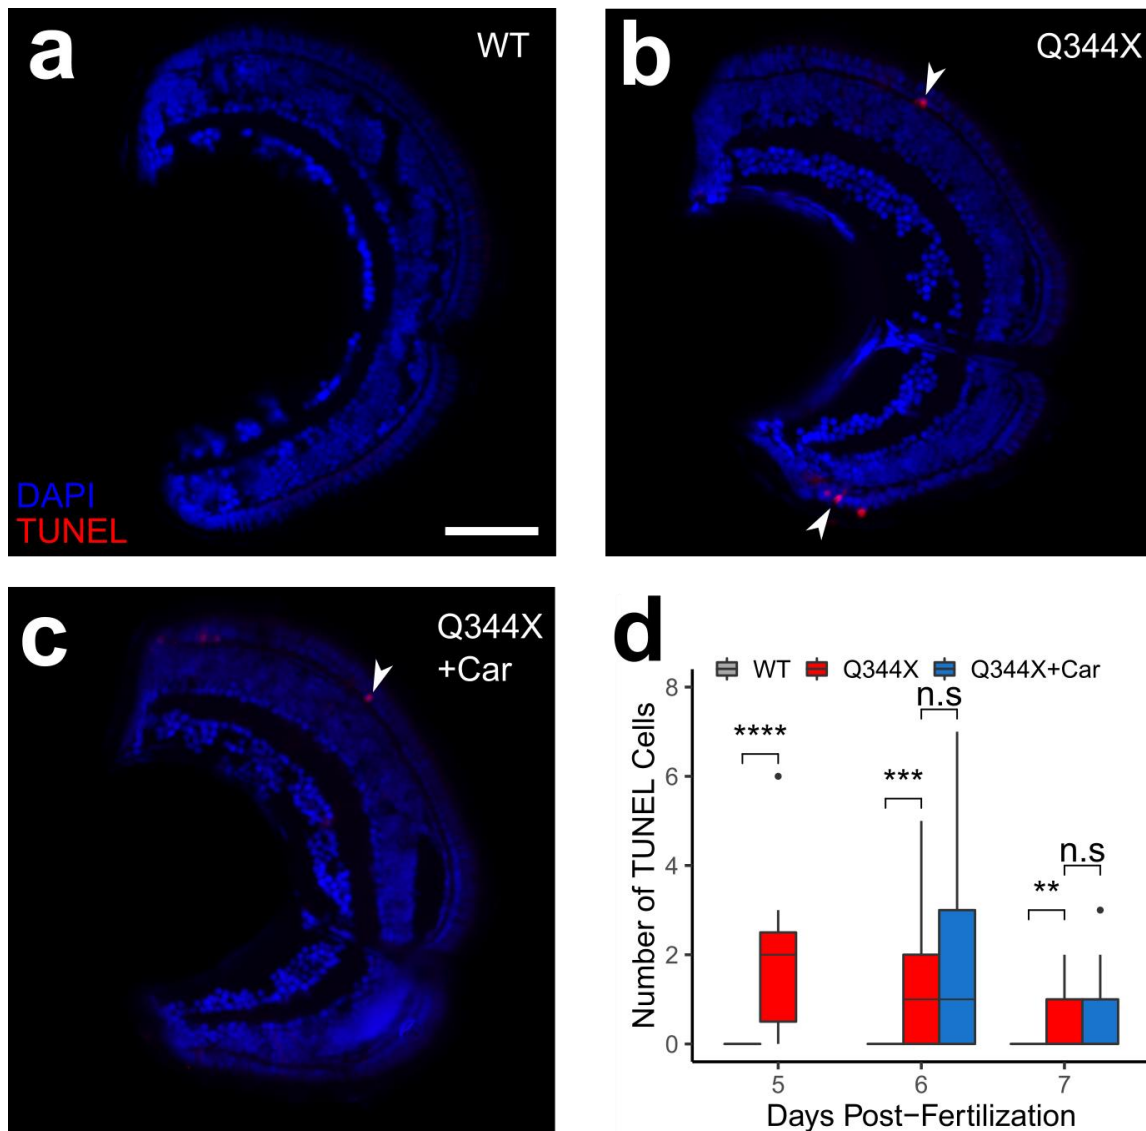 a
WT
DAPI
TUNEL
b
Q344X
c
Q344X
+Car
d
WT Q344X Q344X+Car
Number of TUNEL Cells
8
6
4
2
0
****
***
n.s
**
n.s
5 6 7
Days Post−Fertilization